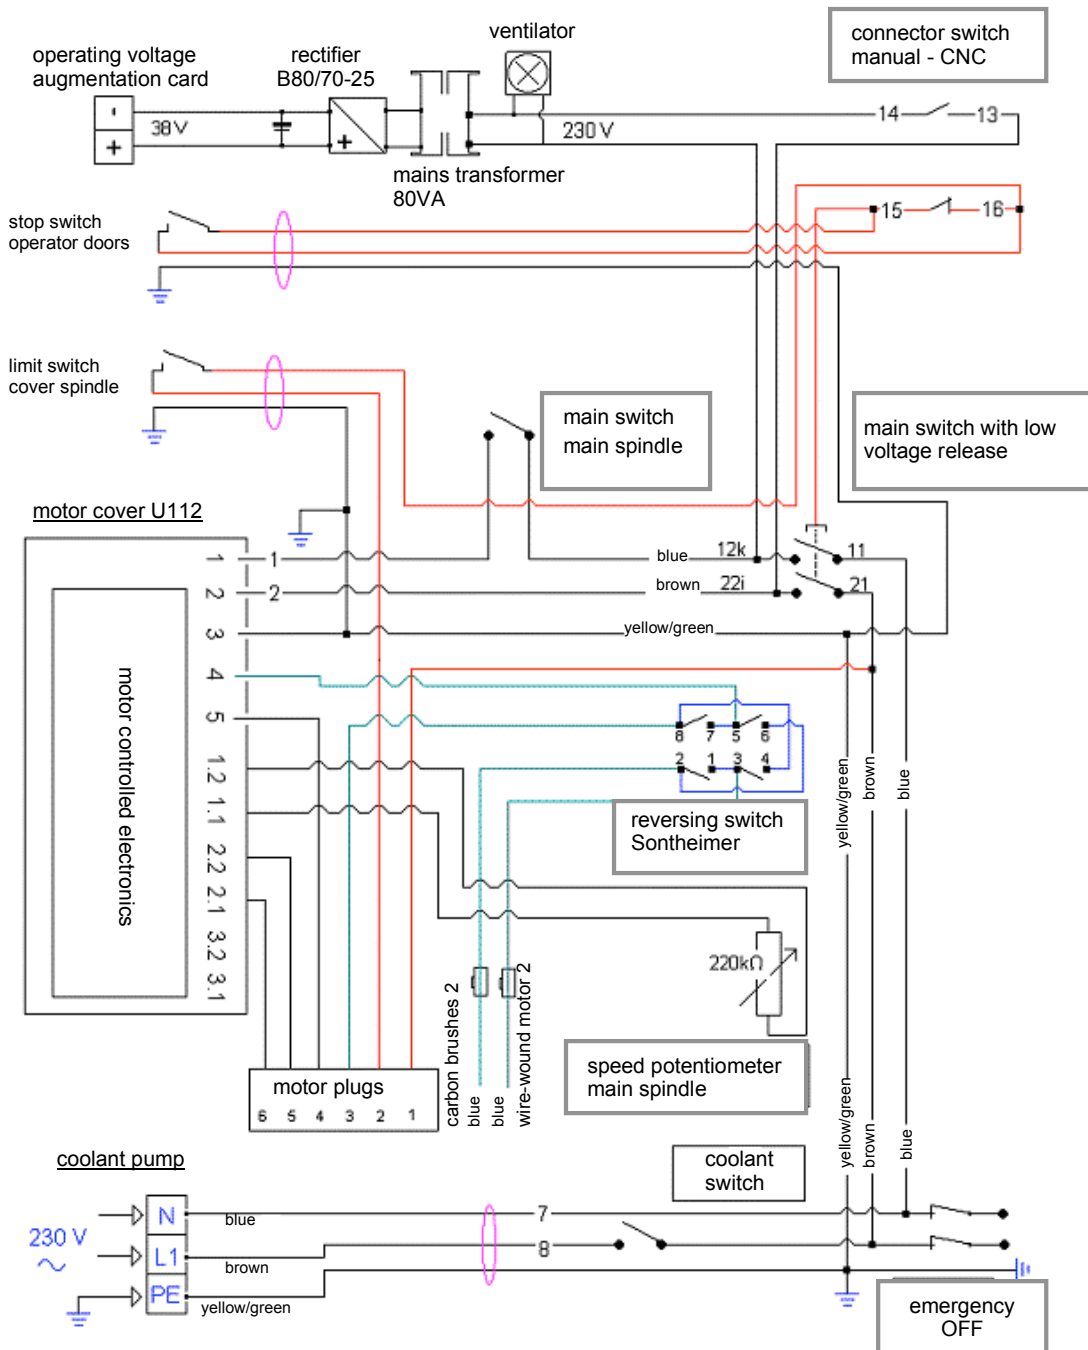 operating voltage
augmentation card
rectifier
B80/70-25
ventilator
connector switch
manual - CNC
-
+
38V
+
230 V
14
13
mains transformer
80VA
stop switch
operator doors
15
16
limit switch
cover spindle
main switch
main spindle
main switch with low
voltage release
motor cover U112
1
1
blue
12k
11
2
2
brown
22i
21
3
yellow/green
4
5
1.2
1.1
2.2
2.1
3.2
3.1
motor controlled electronics
8
7
5
6
2
1
3
4
reversing switch
Sontheimer
yellow/green
brown
blue
220kΩ
carbon brushes 2
blue
blue
wire-wound motor 2
speed potentiometer
main spindle
motor plugs
6
5
4
3
2
1
yellow/green
brown
blue
coolant pump
coolant
switch
N
blue
7
230 V
L1
brown
8
PE
yellow/green
emergency
OFF